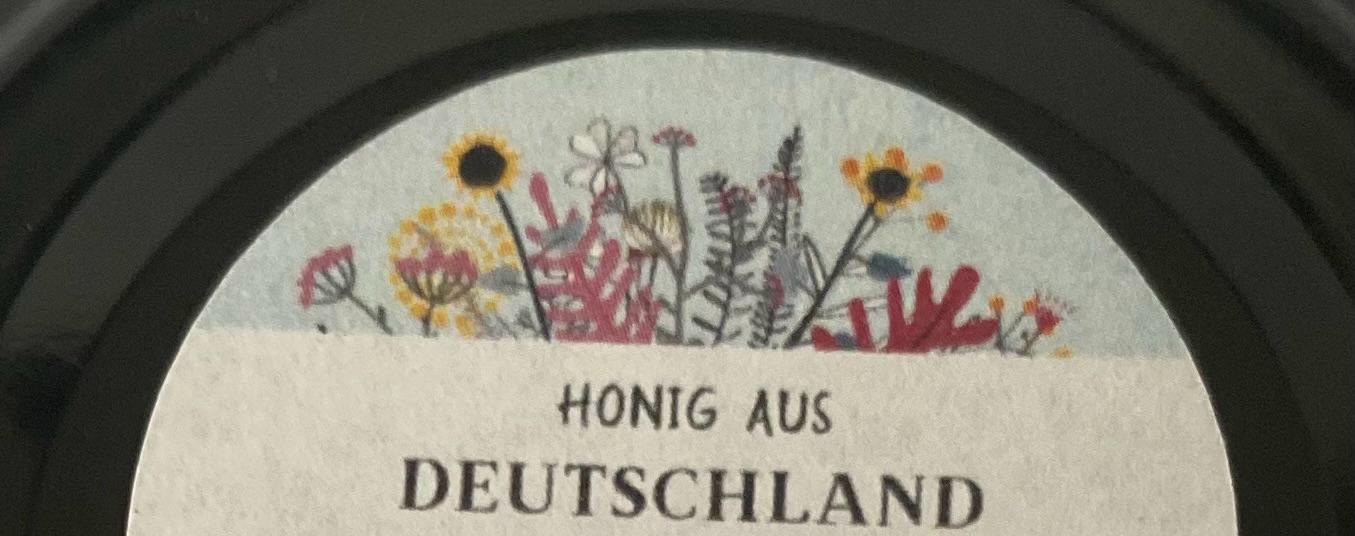 HONIG AUS
DEUTSCHLAND